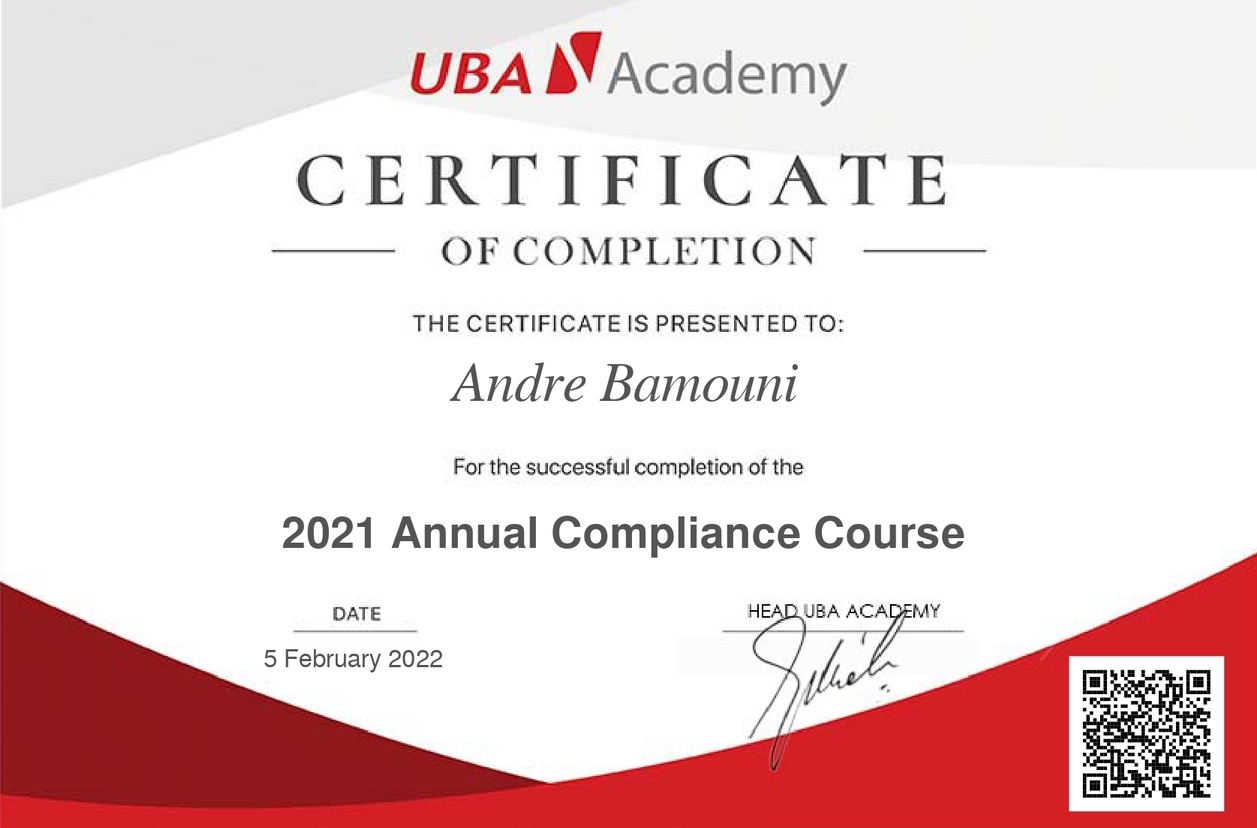 UBA Academy
CERTIFICATE
OF COMPLETION
THE CERTIFICATE IS PRESENTED TO:
Andre Bamouni
For the successful completion of the
2021 Annual Compliance Course
DATE
5 February 2022
HEAD UBA ACADEMY